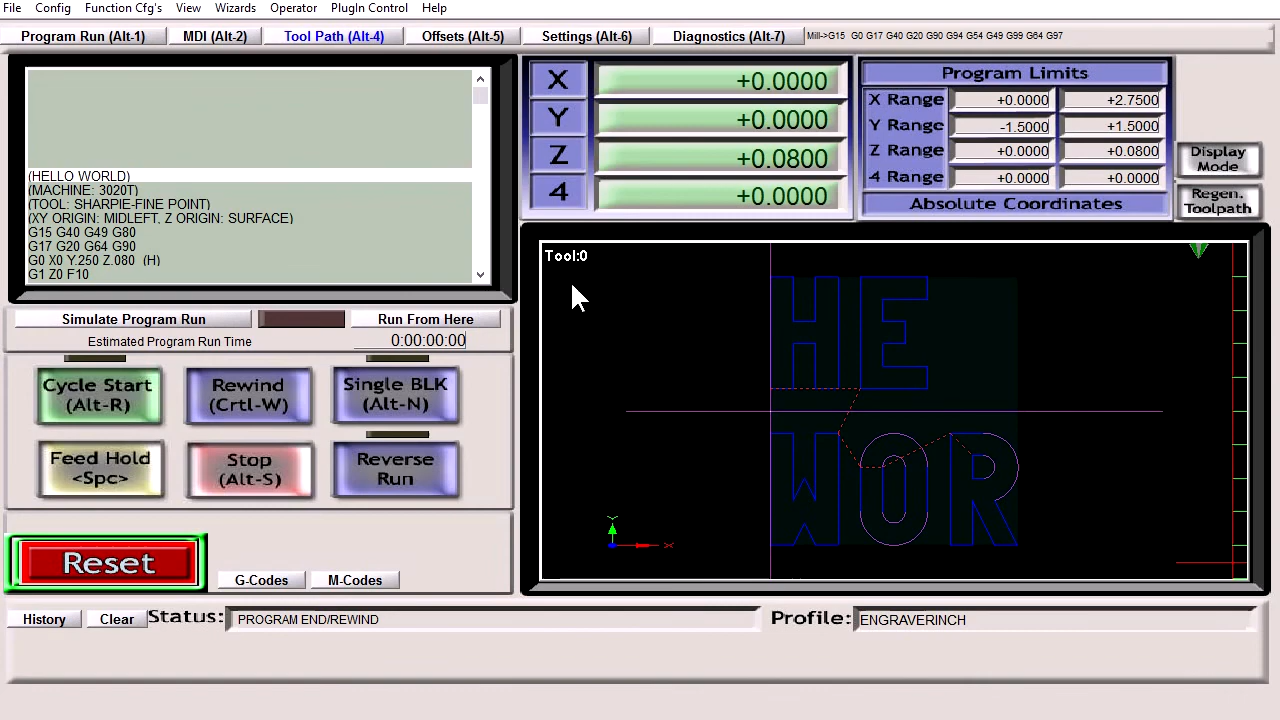 File Config Function Cfg's View Wizards Operator PlugIn Control Help
Program Run (Alt-1) MDI (Alt-2) Tool Path (Alt-4) Offsets (Alt-5) Settings (Alt-6) Diagnostics (Alt-7) Mill->G15 G0 G17 G40 G20 G90 G94 G54 G49 G99 G64 G97
(HELLO WORLD)
(MACHINE: 3020T)
(TOOL: SHARPIE-FINE POINT)
(XY ORIGIN: MIDLEFT, Z ORIGIN: SURFACE)
G15 G40 G49 G80
G17 G20 G64 G90
G0 X0 Y.250 Z.080 (H)
G1 Z0 F10
X +0.0000
Y +0.0000
Z +0.0800
4 +0.0000
Program Limits
X Range +0.0000 +2.7500
Y Range -1.5000 +1.5000
Z Range +0.0000 +0.0800
4 Range +0.0000 +0.0000
Absolute Coordinates
Display
Mode
Regen.
Toolpath
Simulate Program Run Run From Here
Estimated Program Run Time 0:00:00:00
Cycle Start
(Alt-R)
Rewind
(Crtl-W)
Single BLK
(Alt-N)
Feed Hold
<Spc>
Stop
(Alt-S)
Reverse
Run
Reset
G-Codes M-Codes
Tool:0
HE
WOR
Y
X
History Clear Status: PROGRAM END/REWIND Profile: ENGRAVERINCH